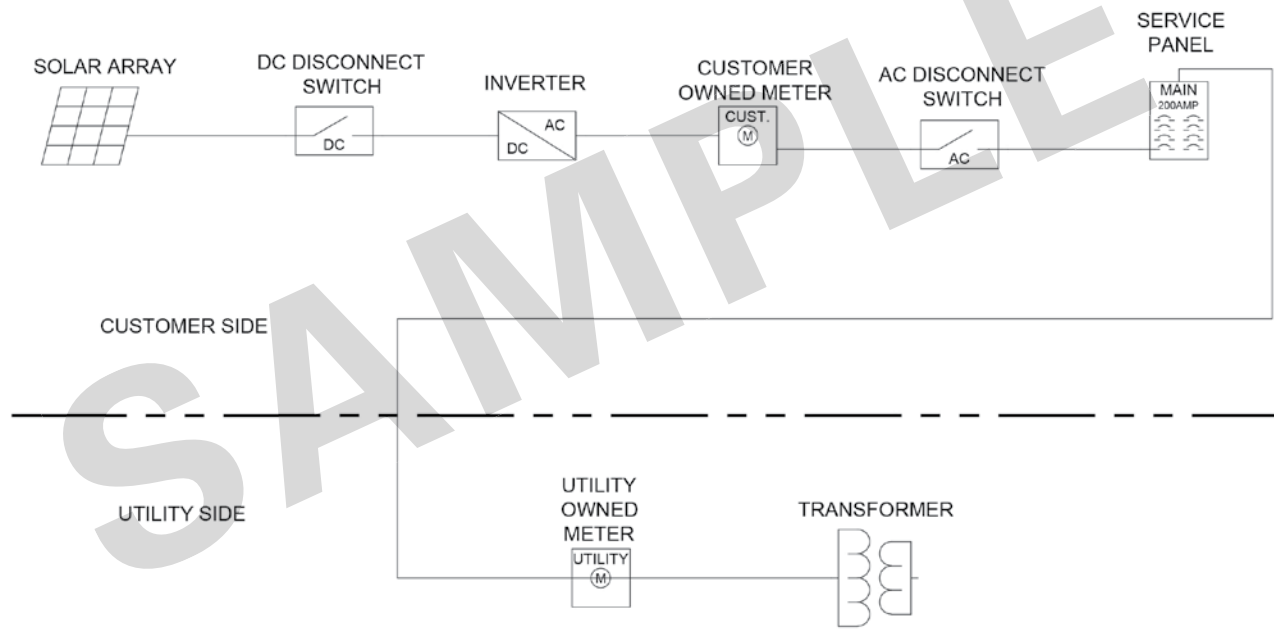 SOLAR ARRAY
DC DISCONNECT
SWITCH
DC
INVERTER
AC
DC
CUSTOMER
OWNED METER
CUST.
M
AC DISCONNECT
SWITCH
AC
SERVICE
PANEL
MAIN
200AMP
CUSTOMER SIDE
UTILITY SIDE
UTILITY
OWNED
METER
UTILITY
M
TRANSFORMER
SAMPLE